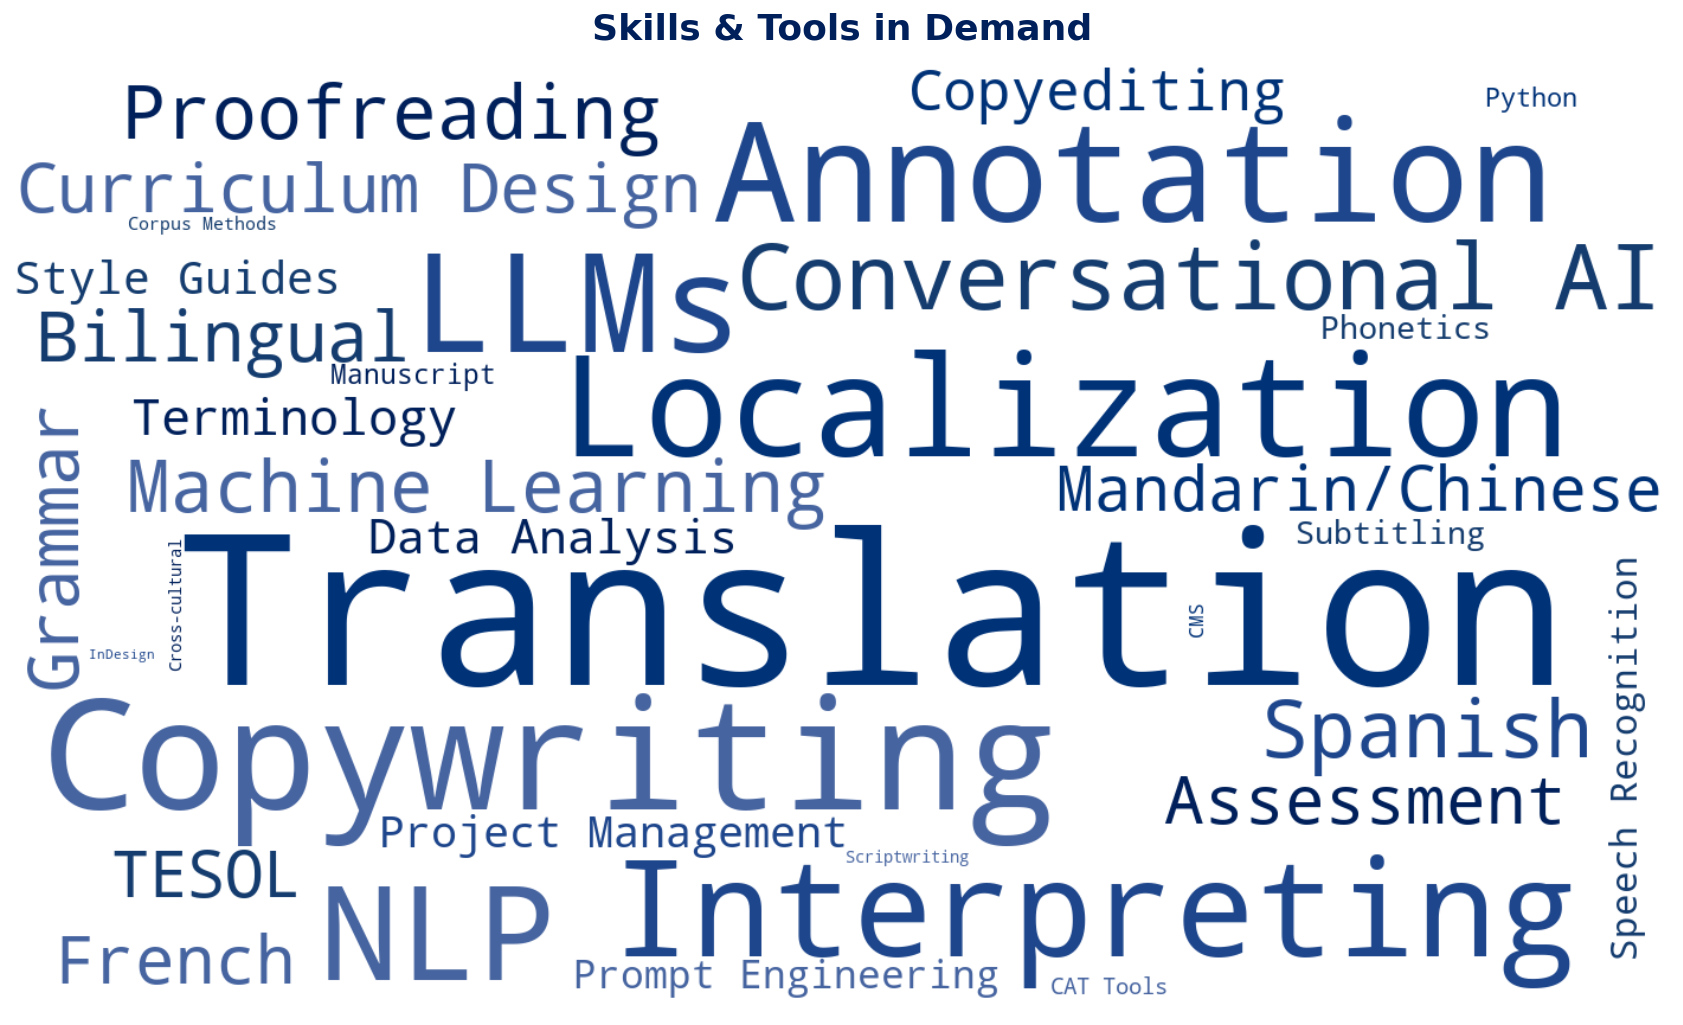 Skills & Tools in Demand
Proofreading
Copyediting
Python
Annotation
Curriculum Design
Corpus Methods
Style Guides
LLMs
Conversational AI
Bilingual
Phonetics
Manuscript
Localization
Terminology
Grammar
Machine Learning
Mandarin/Chinese
Data Analysis
Subtitling
Cross-cultural
Translation
CMS
InDesign
Speech Recognition
Copywriting
Spanish
Assessment
Project Management
Scriptwriting
TESOL
NLP
Interpreting
French
Prompt Engineering
CAT Tools